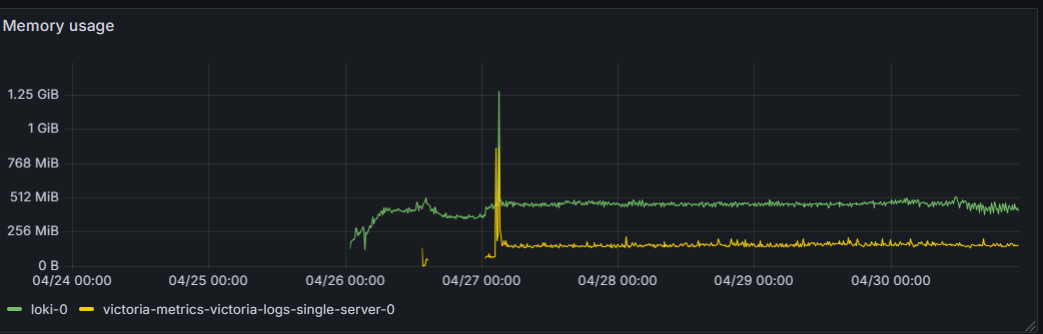 Memory usage
1.25 GiB
1 GiB
768 MiB
512 MiB
256 MiB
0 B
04/24 00:00 04/25 00:00 04/26 00:00 04/27 00:00 04/28 00:00 04/29 00:00 04/30 00:00
loki-0 victoria-metrics-victoria-logs-single-server-0